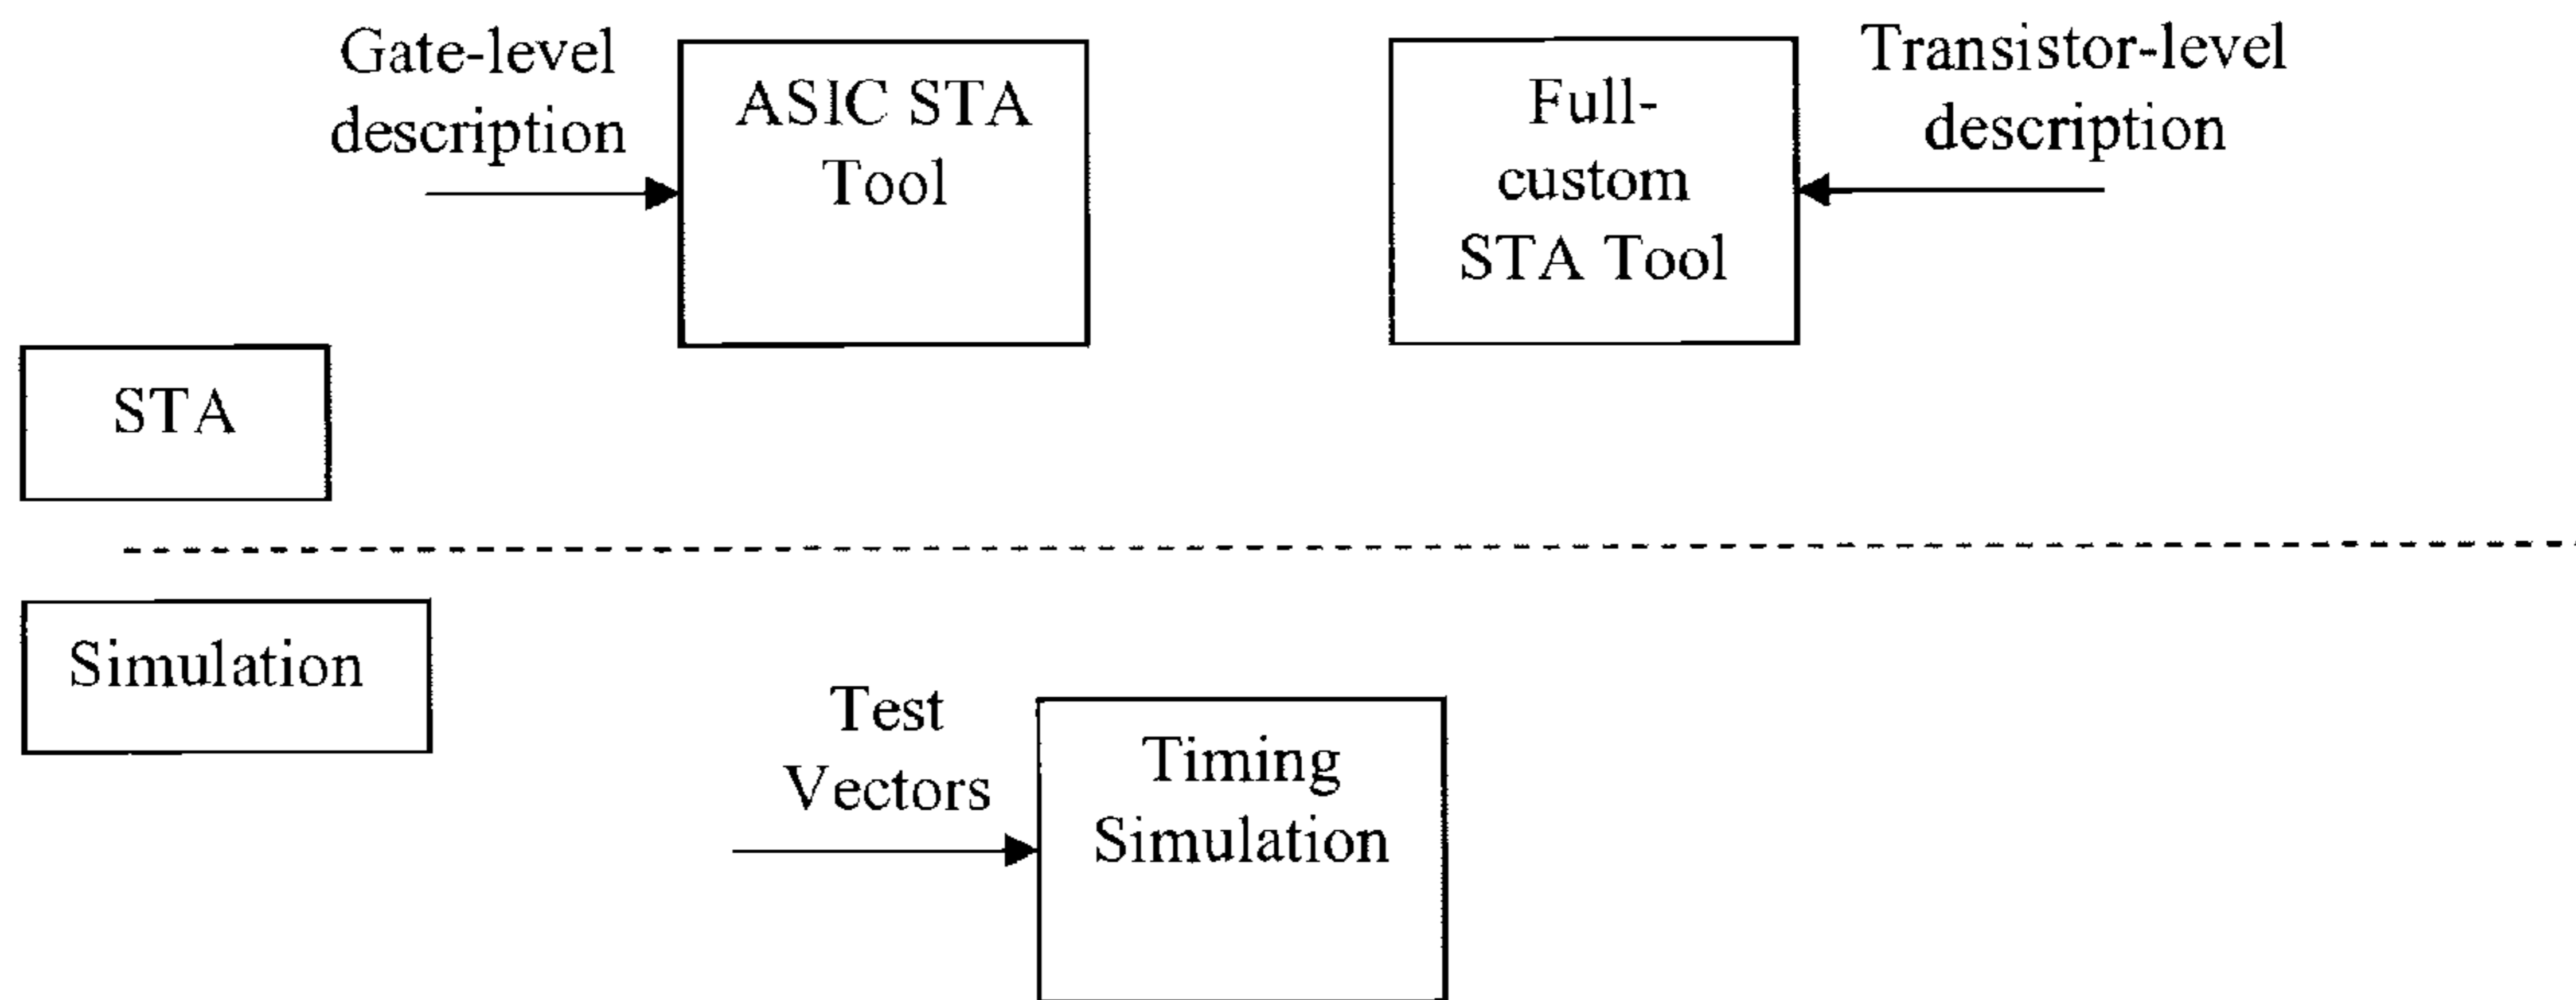 Gate-level
description
ASIC STA
Tool
Full-
custom
STA Tool
Transistor-level
description
STA
Simulation
Test
Vectors
Timing
Simulation